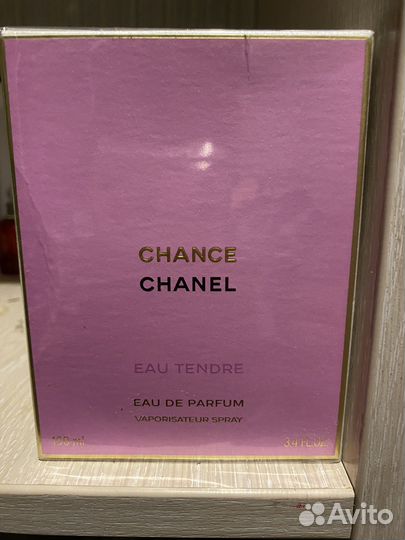 CHANCE
CHANEL
EAU TENDRE
EAU DE PARFUM
VAPORISATEUR SPRAY
100 ml 3.4 FL.OZ.
Avito